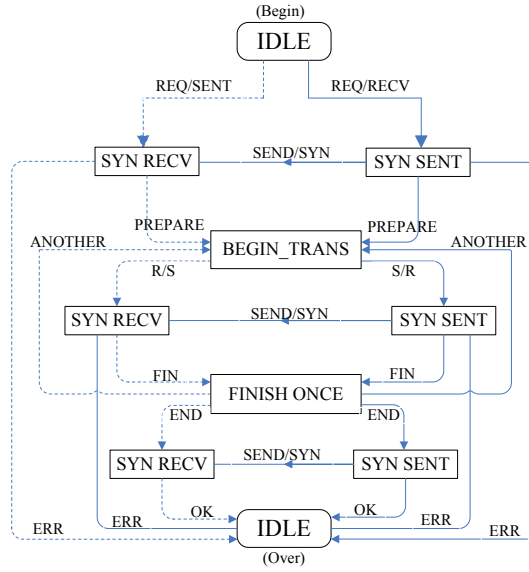 (Begin)
IDLE
REQ/SENT
REQ/RECV
SYN RECV
SEND/SYN
SYN SENT
PREPARE
PREPARE
ANOTHER
BEGIN_TRANS
ANOTHER
R/S
S/R
SYN RECV
SEND/SYN
SYN SENT
FIN
FIN
FINISH ONCE
END
END
SYN RECV
SEND/SYN
SYN SENT
OK
OK
ERR
ERR
IDLE
ERR
ERR
(Over)